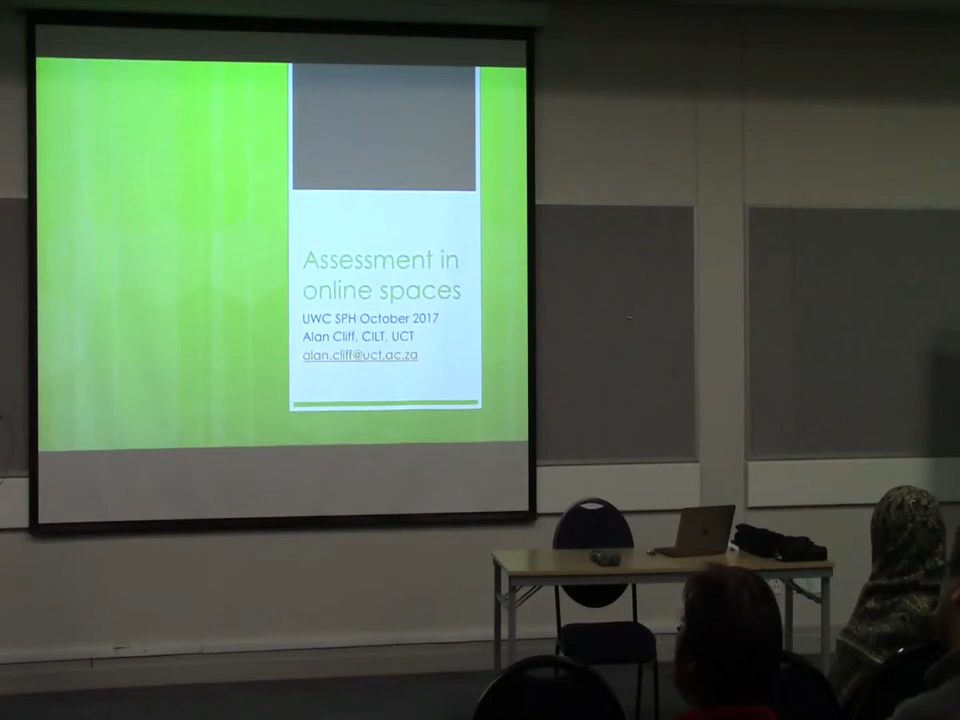 Assessment in
online spaces
UWC SPH October 2017
Alan Cliff, CILT, UCT
alan.cliff@uct.ac.za